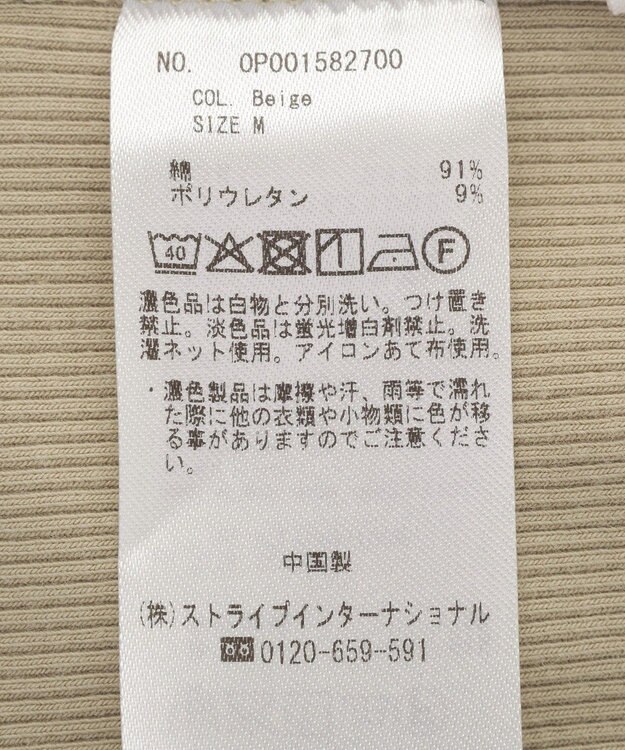 NO. OP001582700
COL. Beige
SIZE M
綿 91%
ポリウレタン 9%
40 F
濃色品は白物と分別洗い。つけ置き
禁止。淡色品は蛍光増白剤禁止。洗
濯ネット使用。アイロンあて布使用。
・濃色製品は摩擦や汗、雨等で濡れ
た際に他の衣類や小物類に色が移
る事がありますのでご注意くださ
い。
中国製
(株)ストライプインターナショナル
0120-659-591